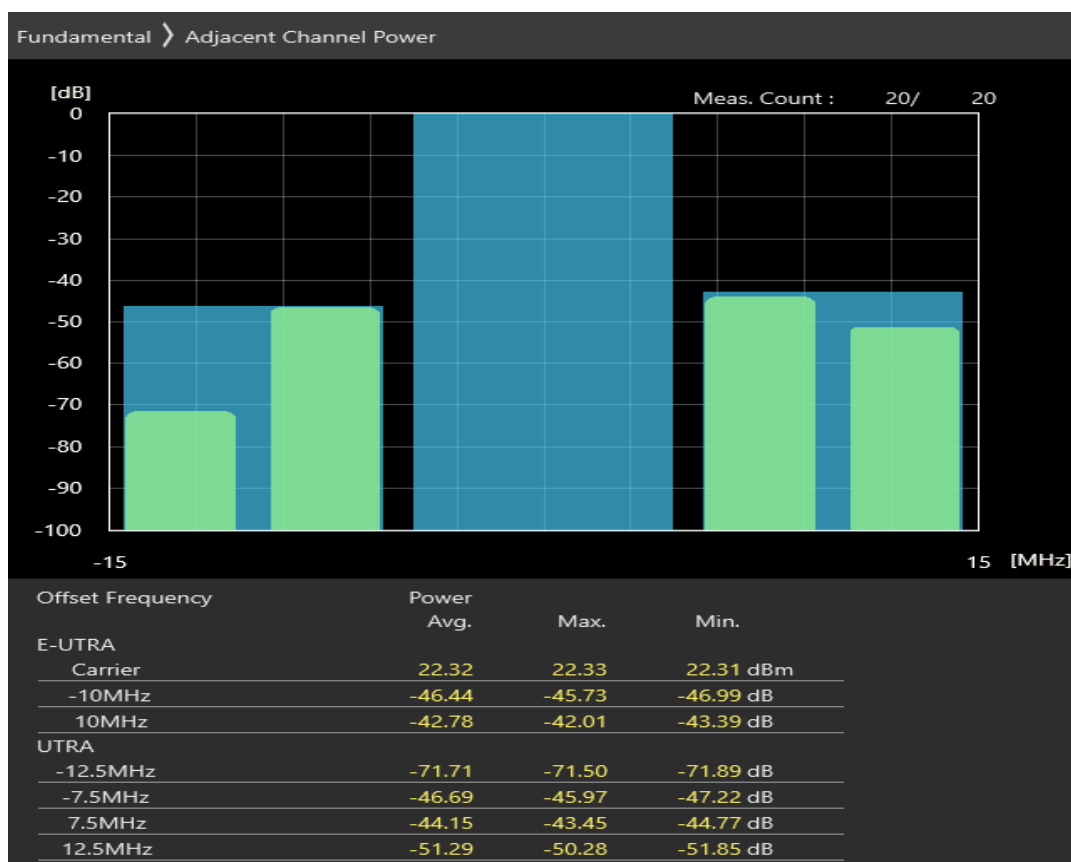 Fundamental ❯ Adjacent Channel Power
[dB]
Meas. Count : 20/ 20
0
-10
-20
-30
-40
-50
-60
-70
-80
-90
-100
-15 15 [MHz]
Offset Frequency Power
Avg. Max. Min.
E-UTRA
Carrier 22.32 22.33 22.31 dBm
-10MHz -46.44 -45.73 -46.99 dB
10MHz -42.78 -42.01 -43.39 dB
UTRA
-12.5MHz -71.71 -71.50 -71.89 dB
-7.5MHz -46.69 -45.97 -47.22 dB
7.5MHz -44.15 -43.45 -44.77 dB
12.5MHz -51.29 -50.28 -51.85 dB